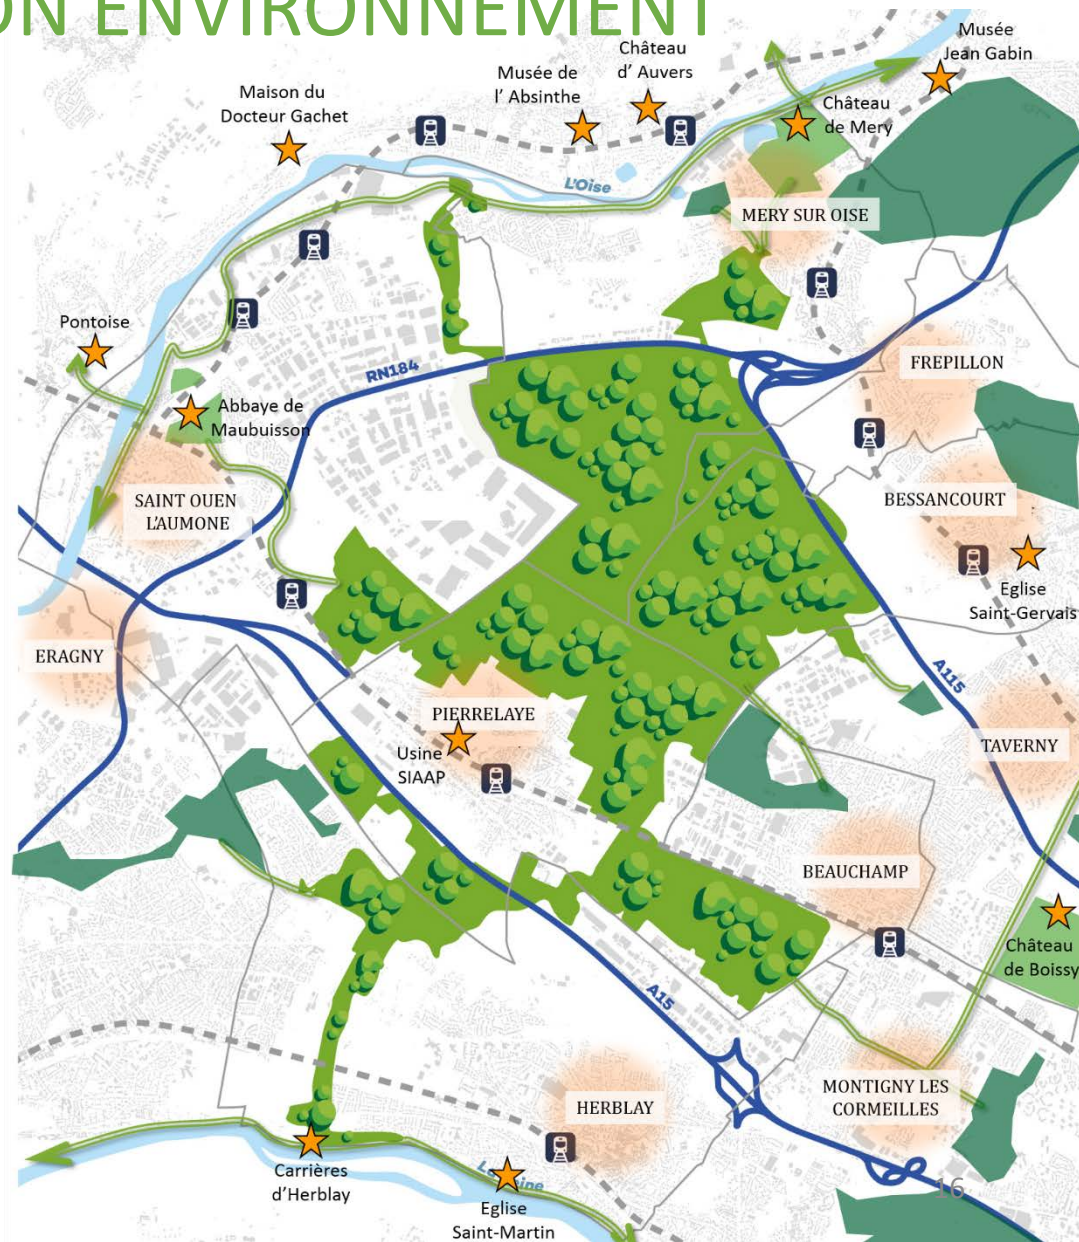 ON ENVIRONNEMENT
Musée
Jean Gabin
Château
d' Auvers
Musée de
l' Absinthe
Maison du
Docteur Gachet
Château
de Mery
L'Oise
MERY SUR OISE
Pontoise
RN184
FREPILLON
Abbaye de
Maubuisson
BESSANCOURT
SAINT OUEN
L'AUMONE
Eglise
Saint-Gervais
ERAGNY
A115
PIERRELAYE
TAVERNY
Usine
SIAAP
BEAUCHAMP
Château
de Boissy
A15
MONTIGNY LES
CORMEILLES
HERBLAY
Carrières
d'Herblay
La Seine
Eglise
Saint-Martin
16